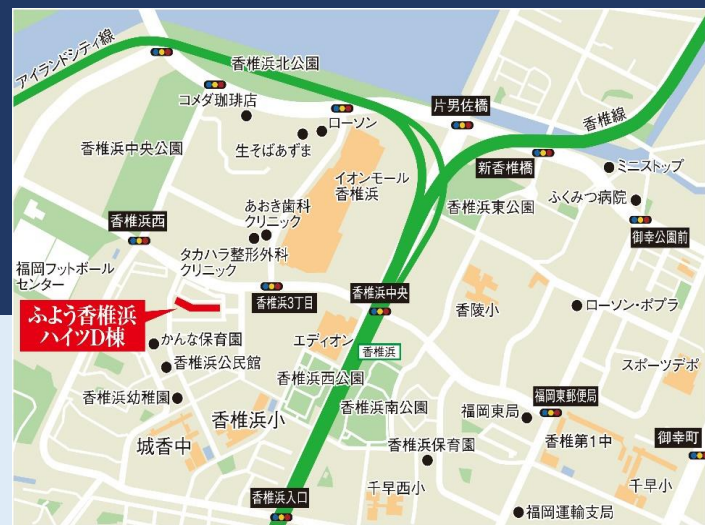 アイランドシティ線
香椎浜北公園
コメダ珈琲店
ローソン
生そばあずま
片男佐橋
香椎線
新香椎橋
ミニストップ
ふくみつ病院
御幸公園前
香椎浜中央公園
イオンモール
香椎浜
香椎浜東公園
香椎浜西
あおき歯科
クリニック
タカハラ整形外科
クリニック
福岡フットボール
センター
香椎浜3丁目
香椎浜中央
香陵小
ローソン・ポプラ
ふよう香椎浜
ハイツD棟
かんな保育園
香椎浜公民館
香椎浜幼稚園
エディオン
香椎浜
スポーツデポ
香椎浜西公園
香椎浜南公園
香椎浜小
城香中
福岡東局
福岡東郵便局
香椎第1中
御幸町
香椎浜保育園
千早西小
千早小
香椎浜入口
福岡運輸支局